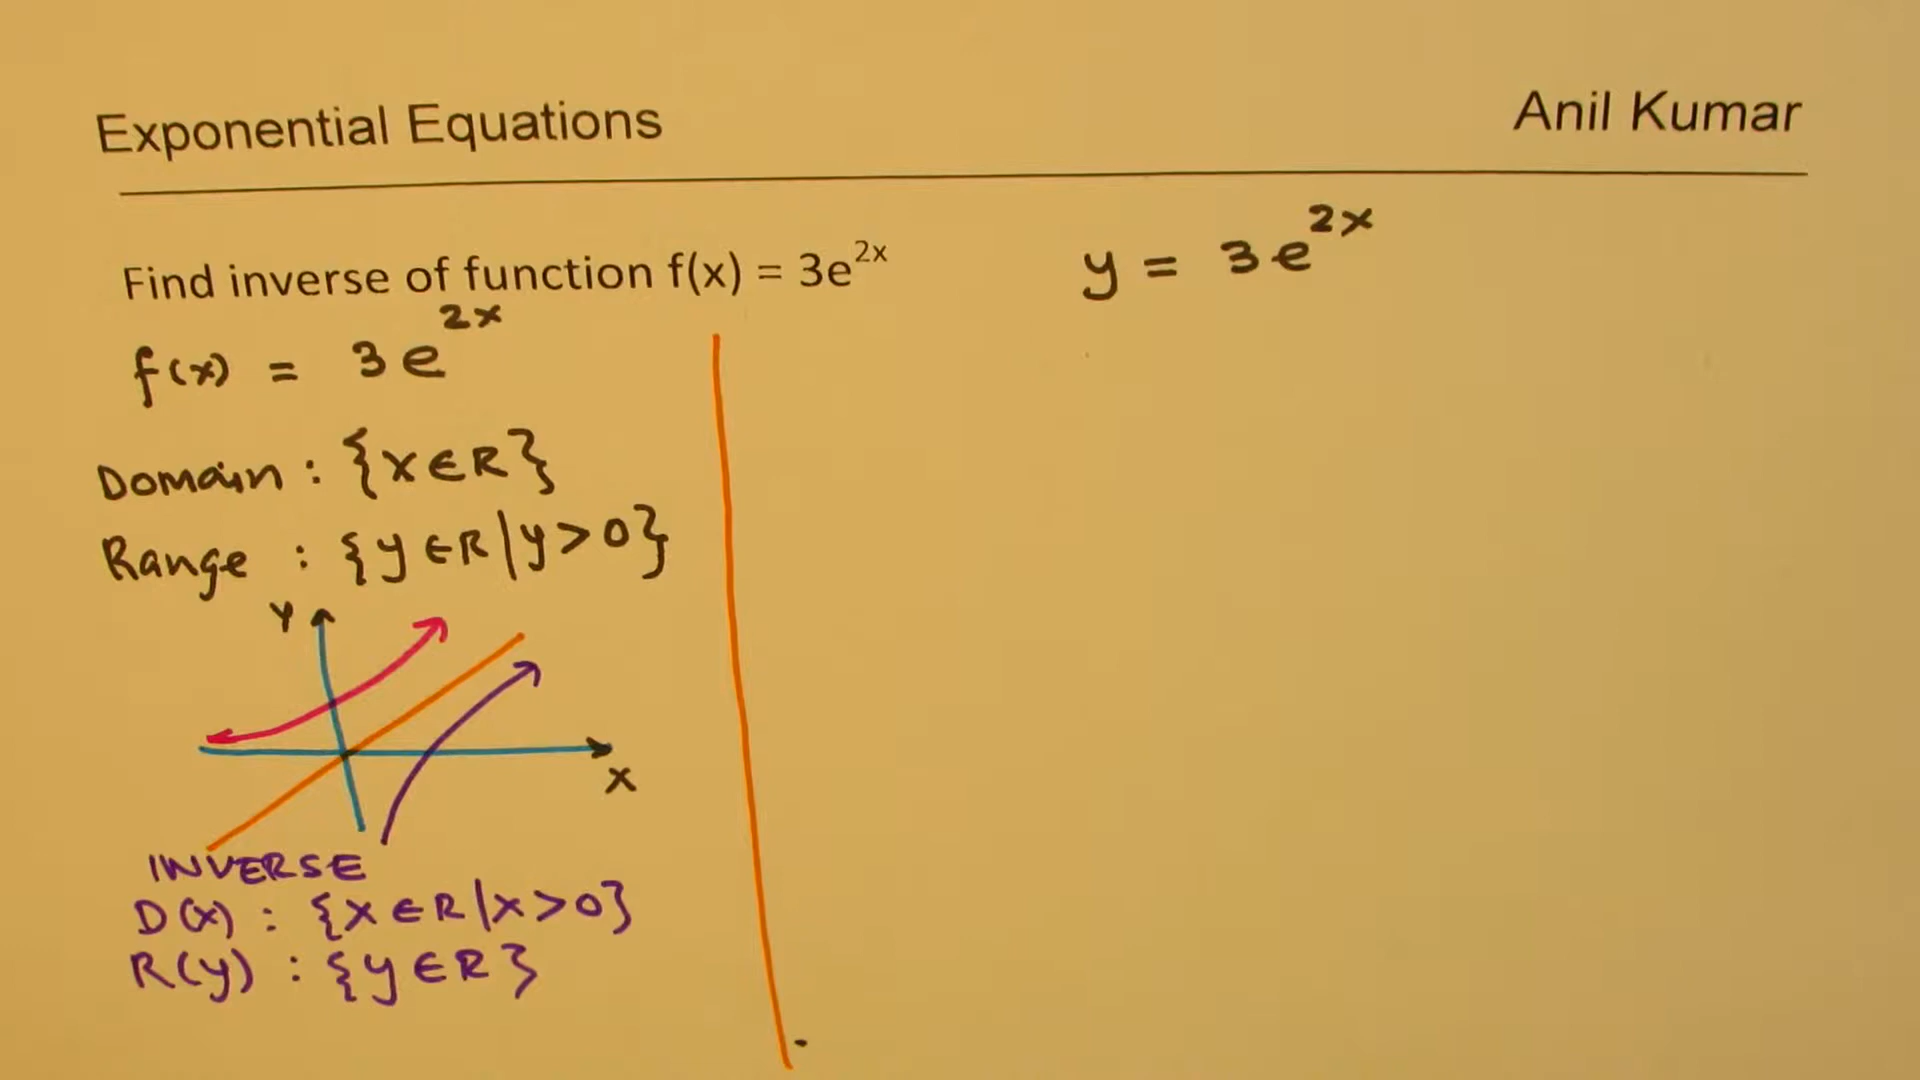 Exponential Equations
Anil Kumar
Find inverse of function f(x) = 3e^2x
f(x) = 3e^2x
Domain : {x∈R}
Range : {y∈R|y>0}
Y
X
INVERSE
D(x) : {x∈R|x>0}
R(y) : {y∈R}
y = 3e^2x